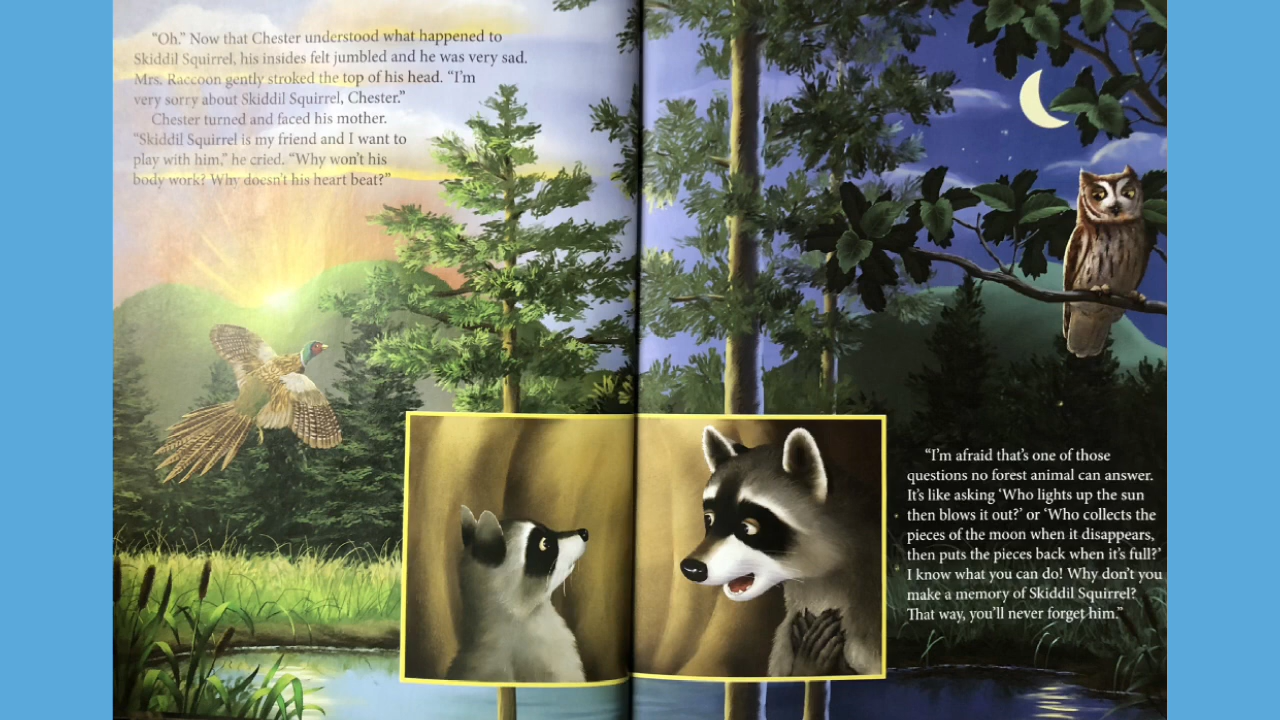 “Oh.” Now that Chester understood what happened to
Skiddil Squirrel, his insides felt jumbled and he was very sad.
Mrs. Raccoon gently stroked the top of his head. “I’m
very sorry about Skiddil Squirrel, Chester.”
Chester turned and faced his mother.
“Skiddil Squirrel is my friend and I want to
play with him,” he cried. “Why won’t his
body work? Why doesn’t his heart beat?”
“I’m afraid that’s one of those
questions no forest animal can answer.
It’s like asking ‘Who lights up the sun
then blows it out?’ or ‘Who collects the
pieces of the moon when it disappears,
then puts the pieces back when it’s full?’
I know what you can do! Why don’t you
make a memory of Skiddil Squirrel?
That way, you’ll never forget him.”